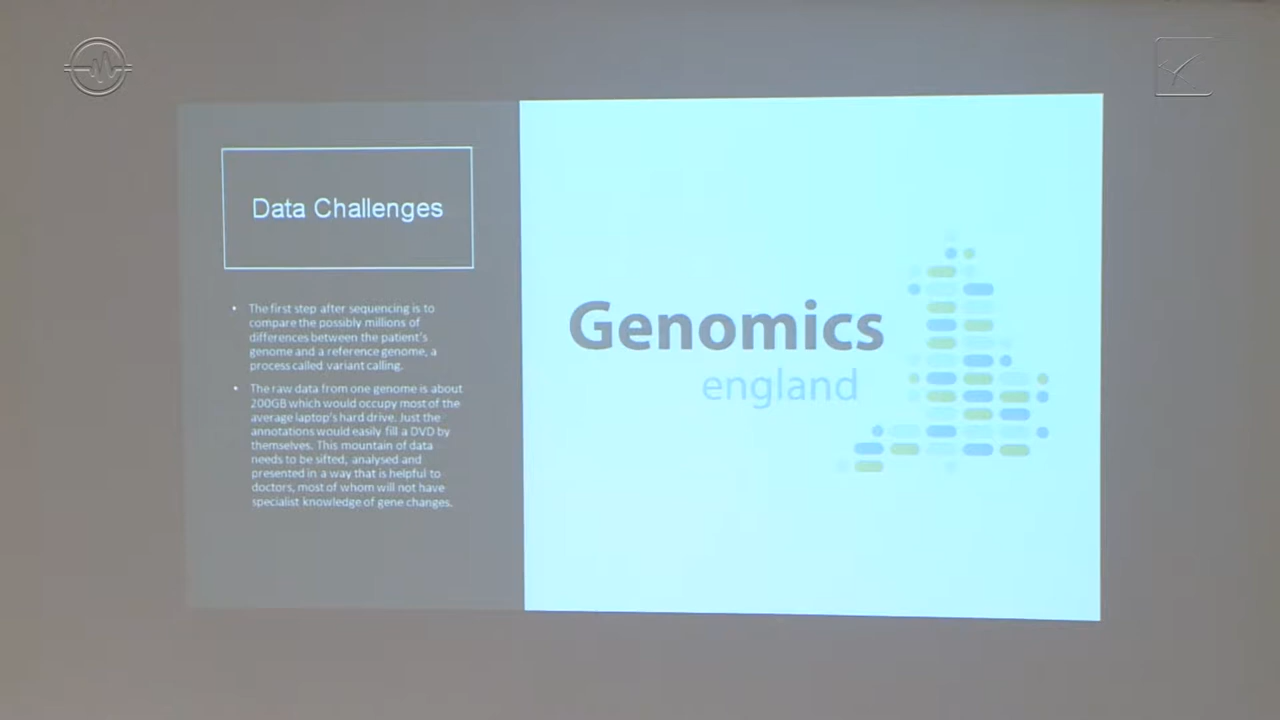 Data Challenges
• The first step after sequencing is to
compare the possibly millions of
differences between the patient's
genome and a reference genome, a
process called variant calling.
• The raw data from one genome is about
200GB which would occupy most of the
average laptop's hard drive. Just the
annotations would easily fill a DVD by
themselves. This mountain of data
needs to be sifted, analysed and
presented in a way that is helpful to
doctors, most of whom will not have
specialist knowledge of gene changes.
Genomics
england